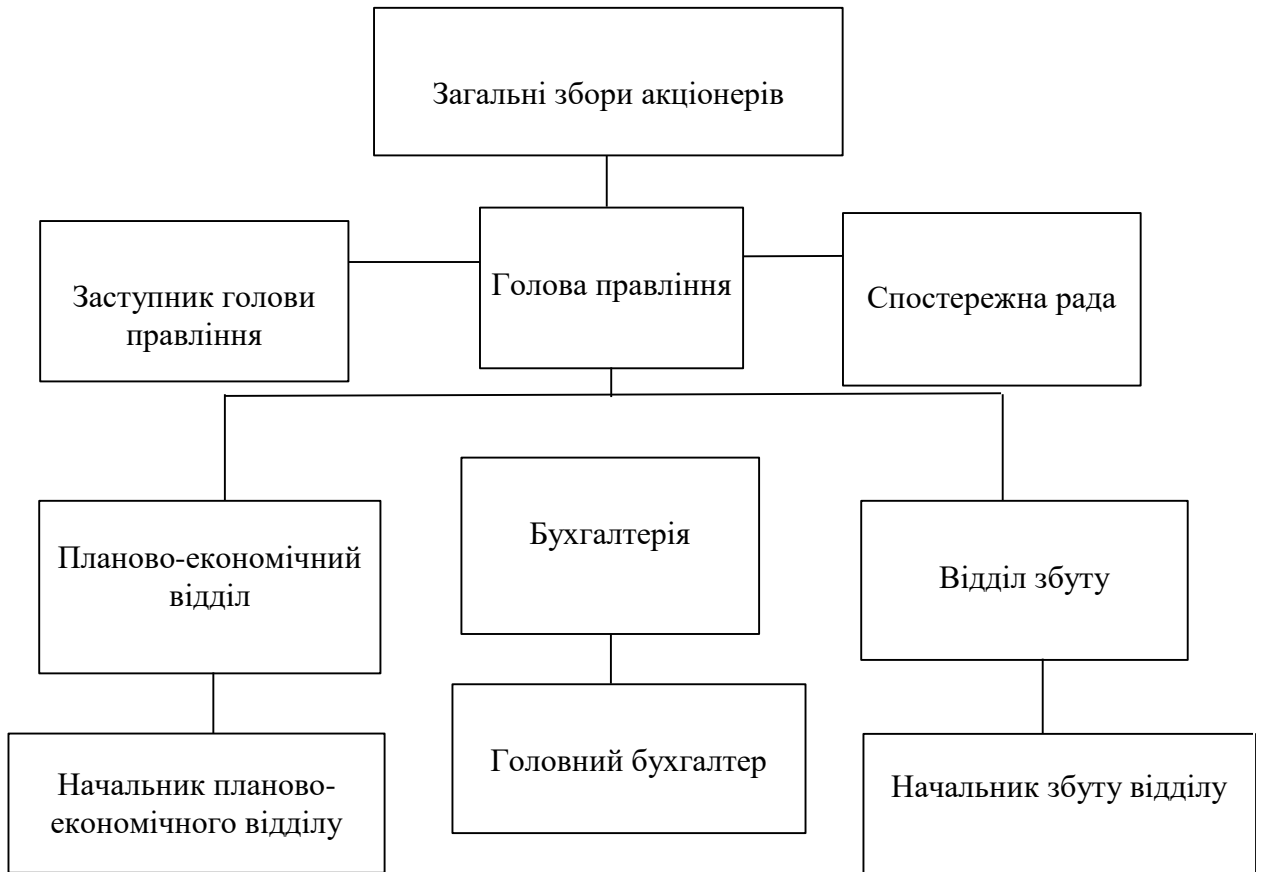 Загальні збори акціонерів
Заступник голови
правління
Голова правління
Спостережна рада
Планово-економічний
відділ
Бухгалтерія
Відділ збуту
Начальник планово-
економічного відділу
Головний бухгалтер
Начальник збуту відділу